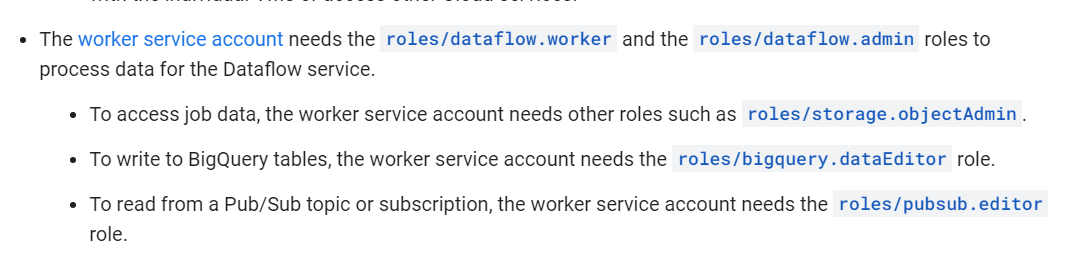 • The worker service account needs the roles/dataflow.worker and the roles/dataflow.admin roles to
process data for the Dataflow service.
• To access job data, the worker service account needs other roles such as roles/storage.objectAdmin .
• To write to BigQuery tables, the worker service account needs the roles/bigquery.dataEditor role.
• To read from a Pub/Sub topic or subscription, the worker service account needs the roles/pubsub.editor
role.